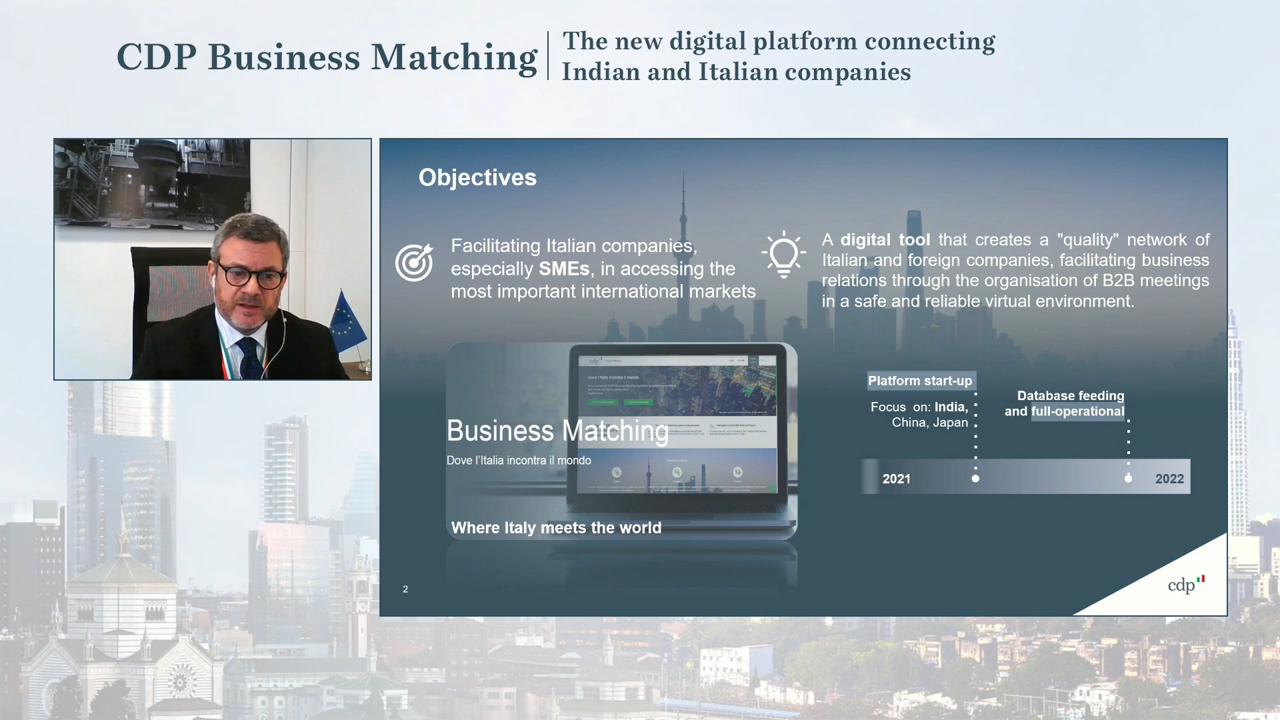 CDP Business Matching
The new digital platform connecting
Indian and Italian companies
Objectives
Facilitating Italian companies,
especially SMEs, in accessing the
most important international markets
A digital tool that creates a "quality" network of
Italian and foreign companies, facilitating business
relations through the organisation of B2B meetings
in a safe and reliable virtual environment.
Business Matching
Dove l'Italia incontra il mondo
Where Italy meets the world
Platform start-up
Focus on: India,
China, Japan
Database feeding
and full-operational
2021
2022
2
cdp